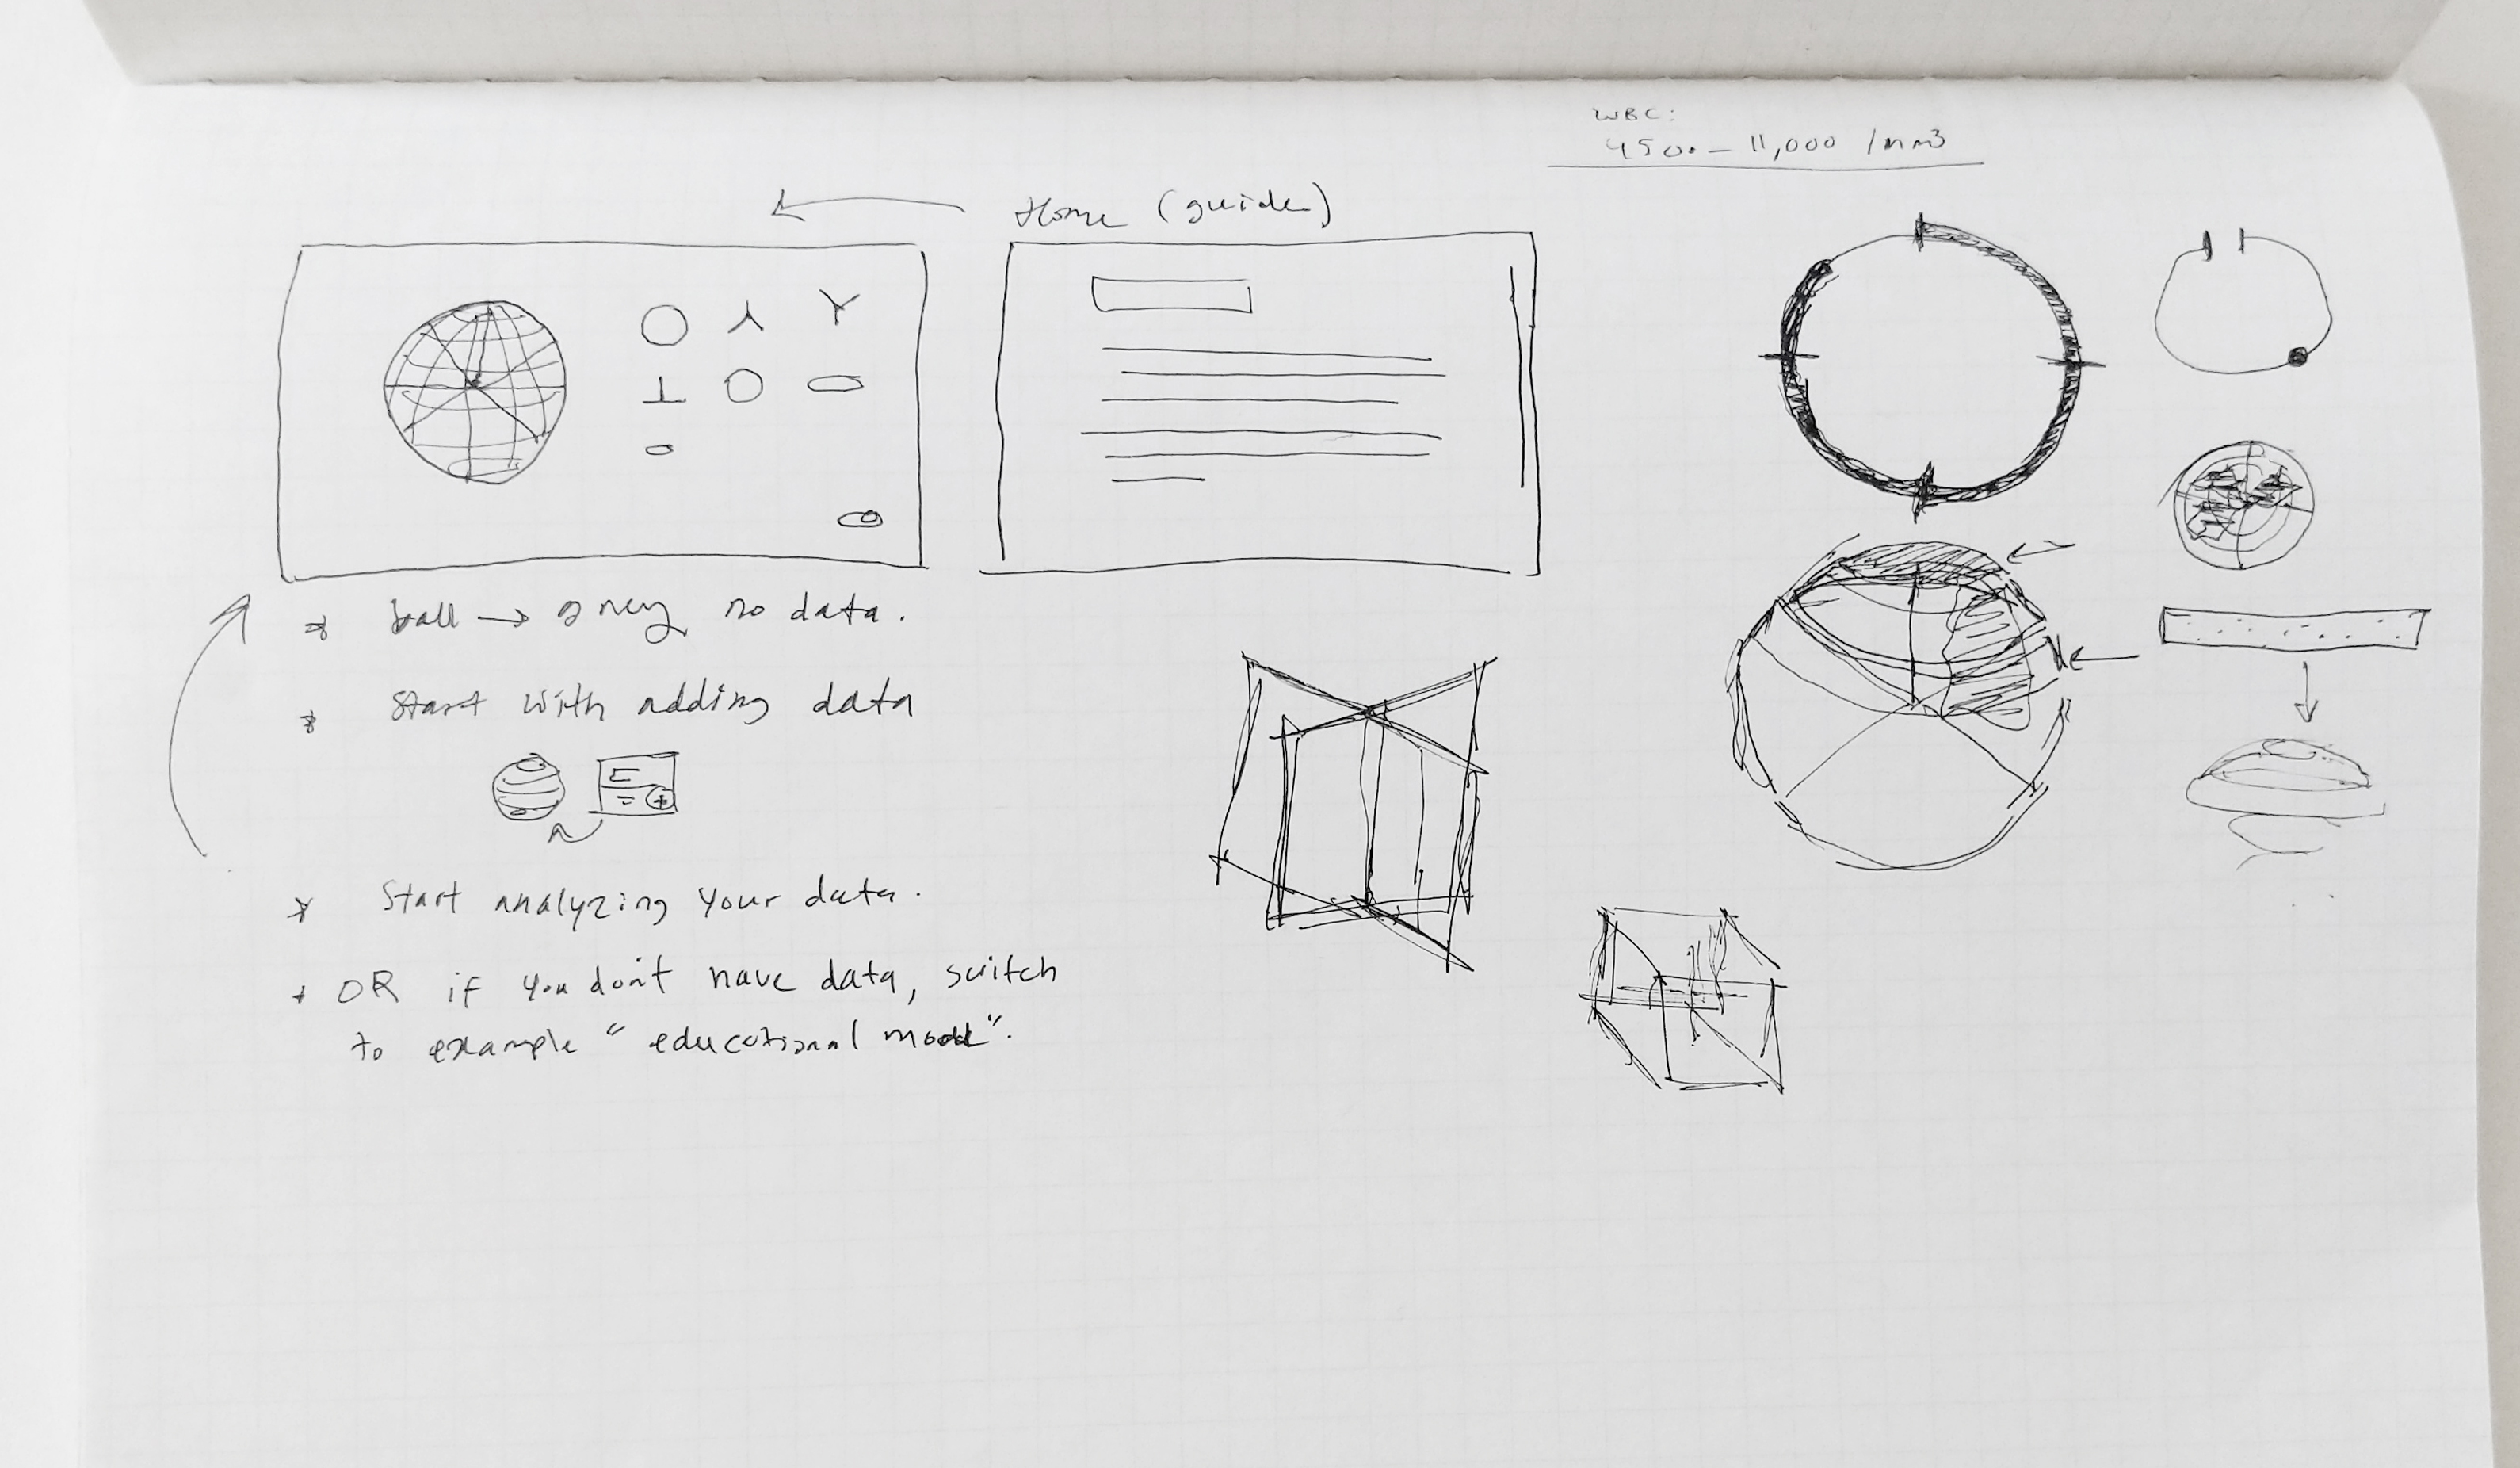 WBC:
4500 – 11,000 /mm3
Home (guide)
* ball → grey no data.
* Start with adding data
* Start analyzing your data.
* OR if you don't have data, switch
to example "educational mode".